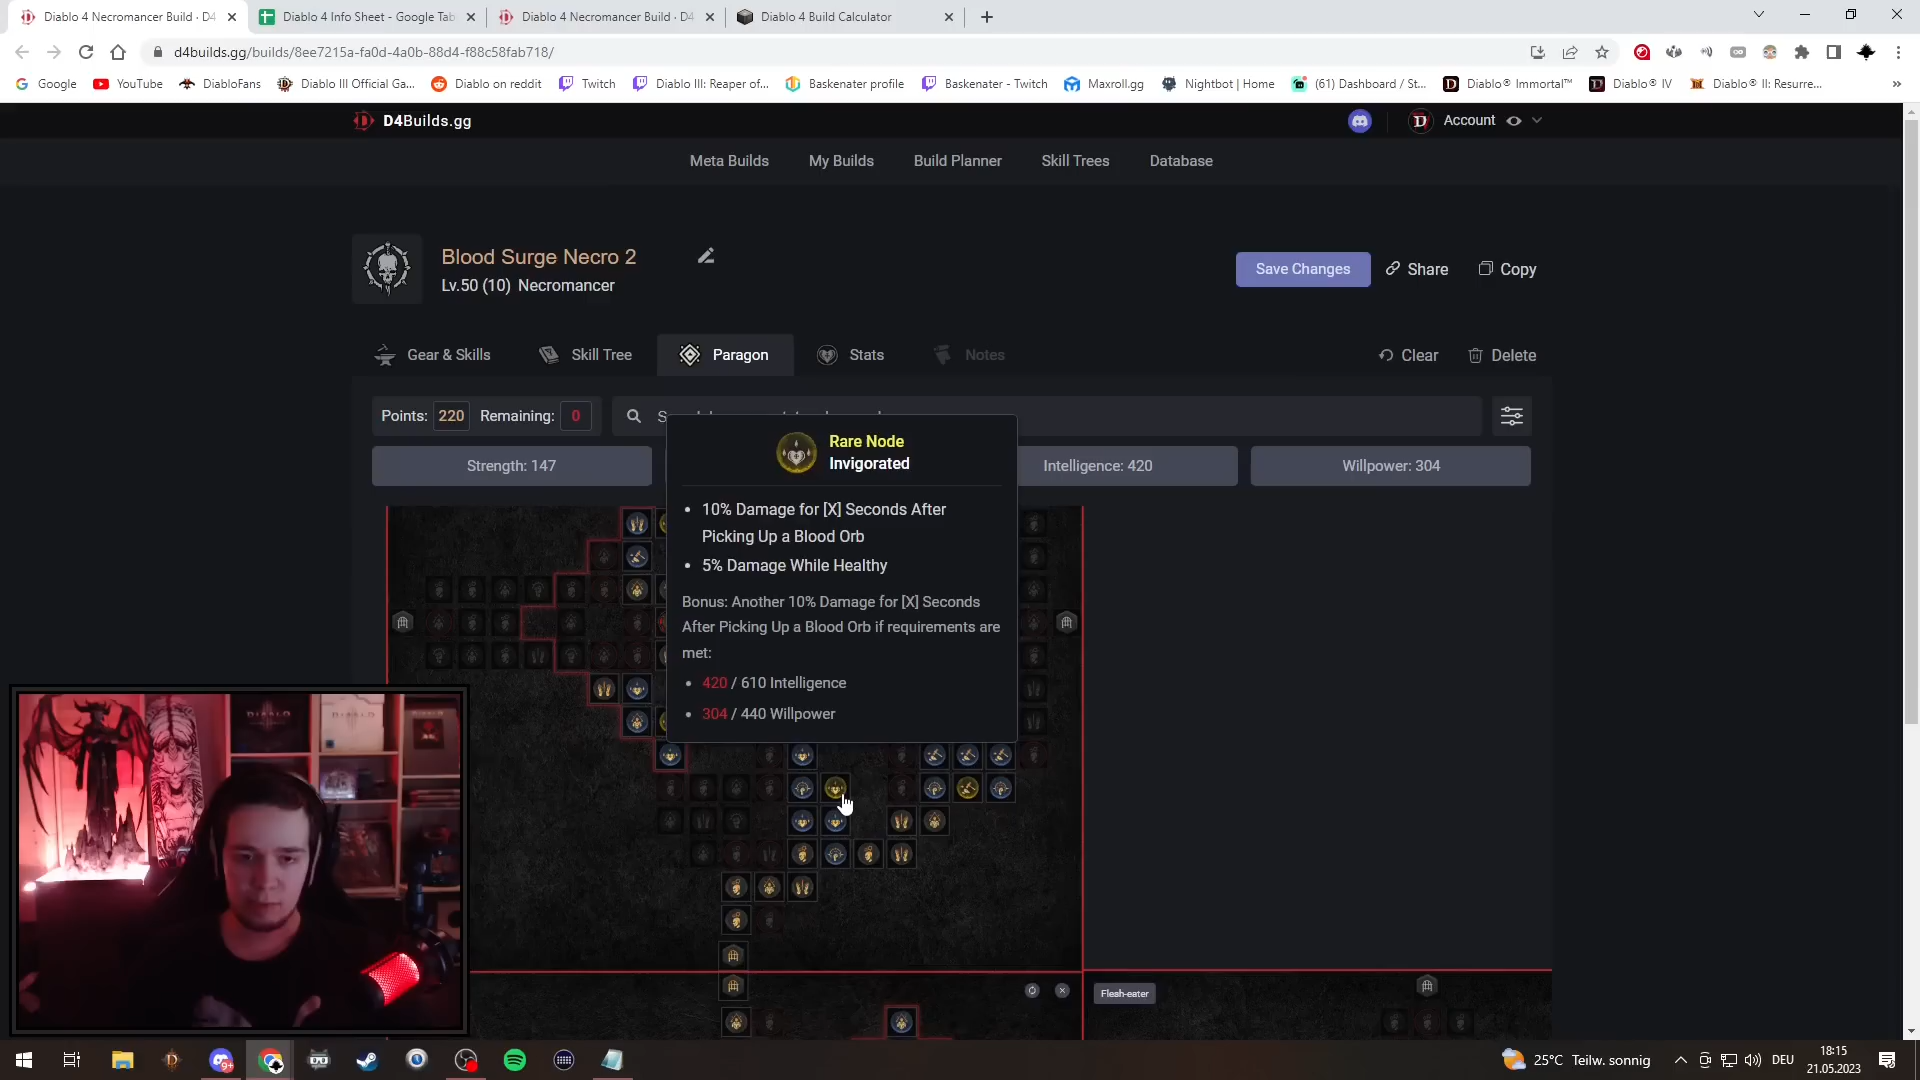 Diablo 4 Necromancer Build · D4
Diablo 4 Info Sheet - Google Tab
Diablo 4 Necromancer Build · D4
Diablo 4 Build Calculator
d4builds.gg/builds/8ee7215a-fa0d-4a0b-88d4-f88c58fab718/
Google
YouTube
DiabloFans
Diablo III Official Ga...
Diablo on reddit
Twitch
Diablo III: Reaper of...
Baskenater profile
Baskenater - Twitch
Maxroll.gg
Nightbot | Home
(61) Dashboard / St...
Diablo® Immortal™
Diablo® IV
Diablo® II: Resurre...
»
D4Builds.gg
Account
Meta Builds
My Builds
Build Planner
Skill Trees
Database
Blood Surge Necro 2
Lv.50 (10) Necromancer
Save Changes
Share
Copy
Gear & Skills
Skill Tree
Paragon
Stats
Notes
Clear
Delete
Points: 220 Remaining: 0
Strength: 147
Intelligence: 420
Willpower: 304
Rare Node
Invigorated
• 10% Damage for [X] Seconds After
Picking Up a Blood Orb
• 5% Damage While Healthy
Bonus: Another 10% Damage for [X] Seconds
After Picking Up a Blood Orb if requirements are
met:
• 420 / 610 Intelligence
• 304 / 440 Willpower
Flesh-eater
DIABLO
9+
25°C Teilw. sonnig
DEU
18:15
21.05.2023